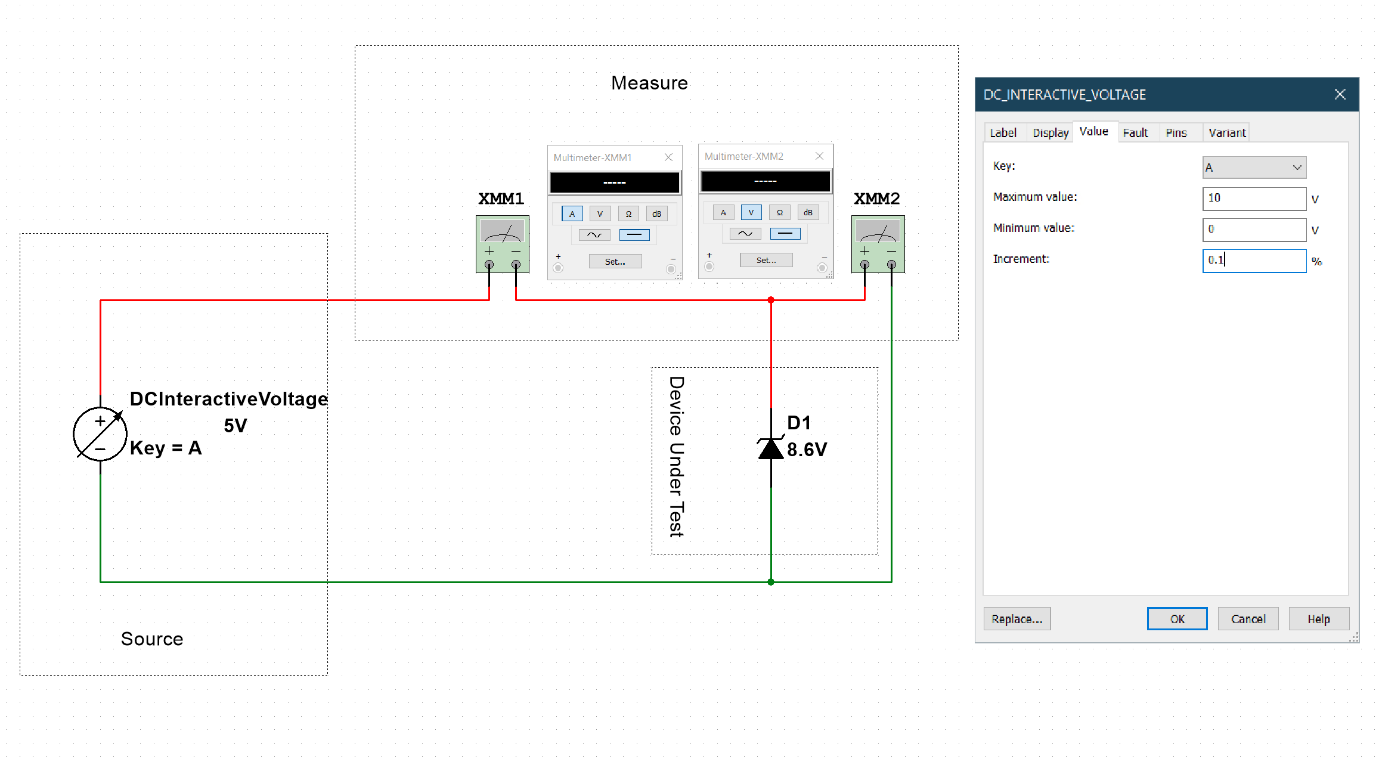 Measure
DC_INTERACTIVE_VOLTAGE
Label Display Value Fault Pins Variant
Multimeter-XMM1
Multimeter-XMM2
-----
-----
Key: A
Maximum value: 10 V
Minimum value: 0 V
Increment: 0.1 %
XMM1
XMM2
A V Ω dB
A V Ω dB
+ −
+ −
Set...
Set...
+ −
+ −
DCInteractiveVoltage
5V
Key = A
+
−
Device Under Test
D1
8.6V
Source
Replace... OK Cancel Help